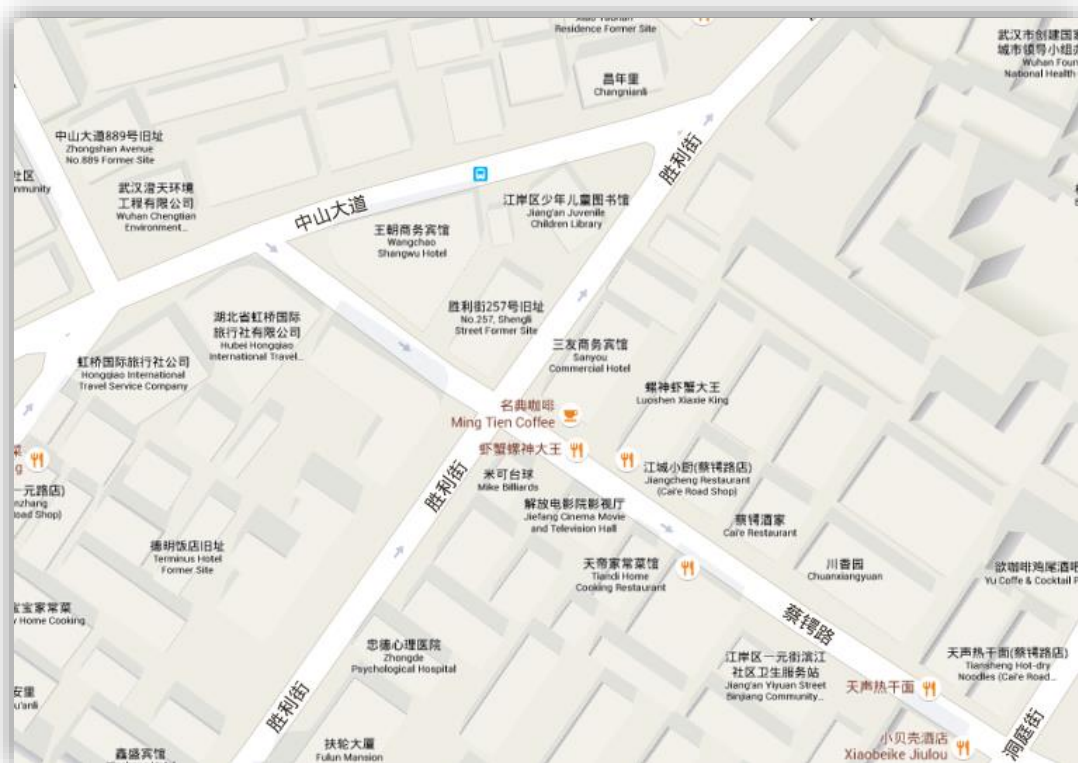 Xiao Yaonan
Residence Former Site
武汉市创建国家
城市领导小组办
Wuhan Foun
National Health
昌年里
Changnianli
中山大道889号旧址
Zhongshan Avenue
No.889 Former Site
社区
mmunity
武汉澄天环境
工程有限公司
Wuhan Chengtian
Environment...
中山大道
胜利街
江岸区少年儿童图书馆
Jiang'an Juvenile
Children Library
王朝商务宾馆
Wangchao
Shangwu Hotel
胜利街257号旧址
No.257, Shengli
Street Former Site
湖北省虹桥国际
旅行社有限公司
Hubei Hongqiao
International Travel...
虹桥国际旅行社公司
Hongqiao International
Travel Service Company
三友商务宾馆
Sanyou
Commercial Hotel
螺神虾蟹大王
Luoshen Xiaxie King
名典咖啡
Ming Tien Coffee
虾蟹螺神大王
菜
g
一元路店)
nzhang
oad Shop)
胜利街
米可台球
Mike Billiards
江城小厨(蔡锷路店)
Jiangcheng Restaurant
(Cai'e Road Shop)
解放电影院影视厅
Jiefang Cinema Movie
and Television Hall
蔡锷酒家
Cai'e Restaurant
德明饭店旧址
Terminus Hotel
Former Site
天帝家常菜馆
Tiandi Home
Cooking Restaurant
川香园
Chuanxiangyuan
欲咖啡鸡尾酒吧
Yu Coffe & Cocktail P
宝宝家常菜
y Home Cooking
蔡锷路
忠德心理医院
Zhongde
Psychological Hospital
江岸区一元街滨江
社区卫生服务站
Jiang'an Yiyuan Street
Binjiang Community...
天声热干面(蔡锷路店)
Tiansheng Hot-dry
Noodles (Cai'e Road...
天声热干面
安里
u'anli
胜利街
洞庭街
鑫盛宾馆
扶轮大厦
Fulun Mansion
小贝壳酒店
Xiaobeike Jiulou